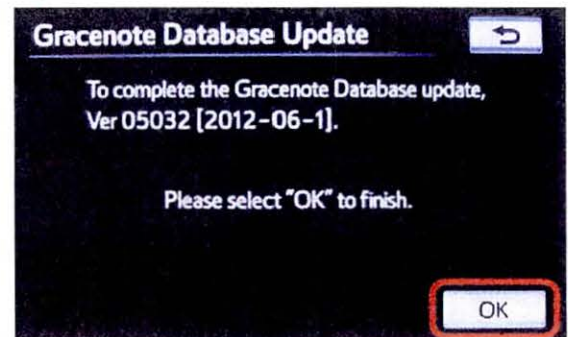 Gracenote Database Update
To complete the Gracenote Database update,
Ver 05032 [2012-06-1].
Please select "OK" to finish.
OK